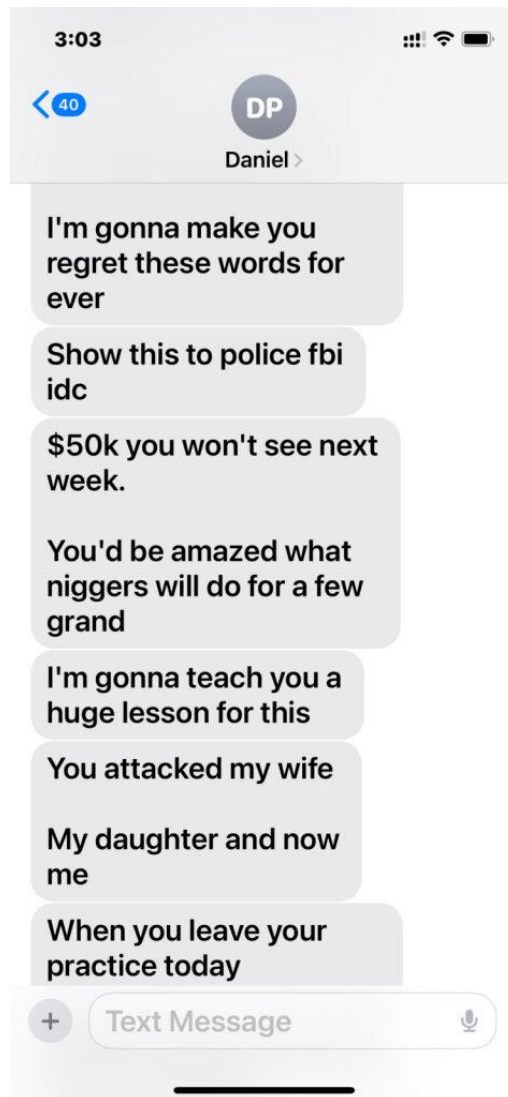 3:03
40
DP
Daniel
I'm gonna make you
regret these words for
ever
Show this to police fbi
idc
$50k you won't see next
week.
You'd be amazed what
niggers will do for a few
grand
I'm gonna teach you a
huge lesson for this
You attacked my wife
My daughter and now
me
When you leave your
practice today
Text Message